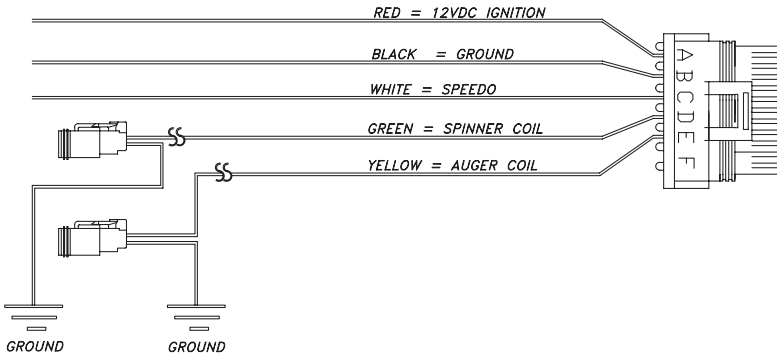 RED = 12VDC IGNITION
BLACK = GROUND
WHITE = SPEEDO
GREEN = SPINNER COIL
YELLOW = AUGER COIL
A
B
C
D
E
F
GROUND
GROUND